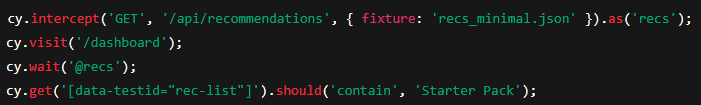 cy.intercept('GET', '/api/recommendations', { fixture: 'recs_minimal.json' }).as('recs');
cy.visit('/dashboard');
cy.wait('@recs');
cy.get('[data-testid="rec-list"]').should('contain', 'Starter Pack');